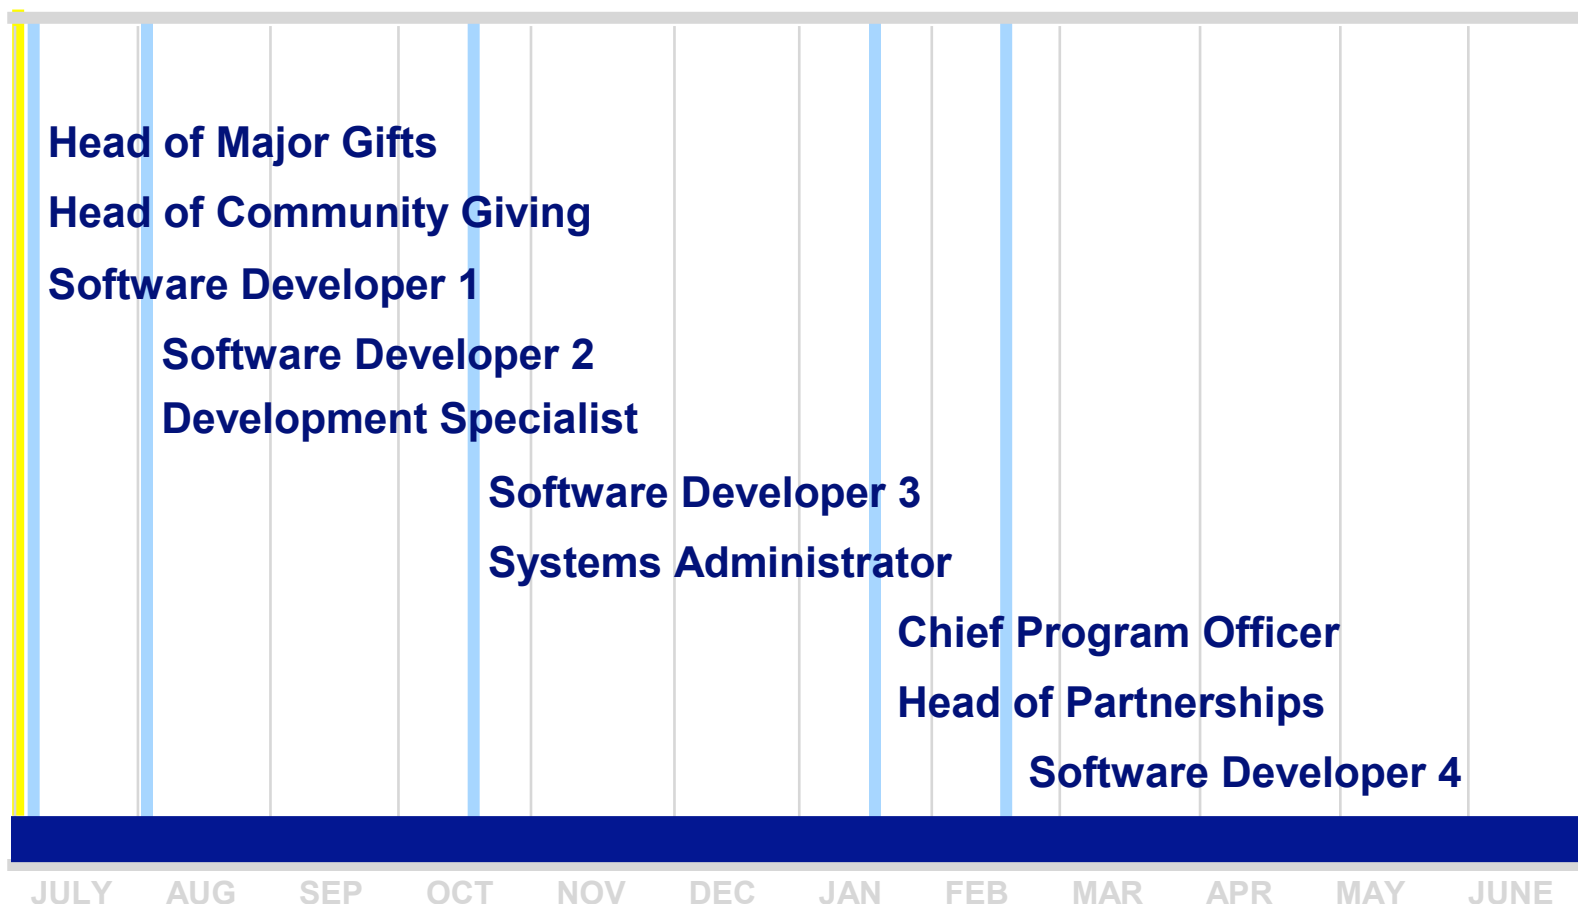 Head of Major Gifts
Head of Community Giving
Software Developer 1
Software Developer 2
Development Specialist
Software Developer 3
Systems Administrator
Chief Program Officer
Head of Partnerships
Software Developer 4
JULY AUG SEP OCT NOV DEC JAN FEB MAR APR MAY JUNE